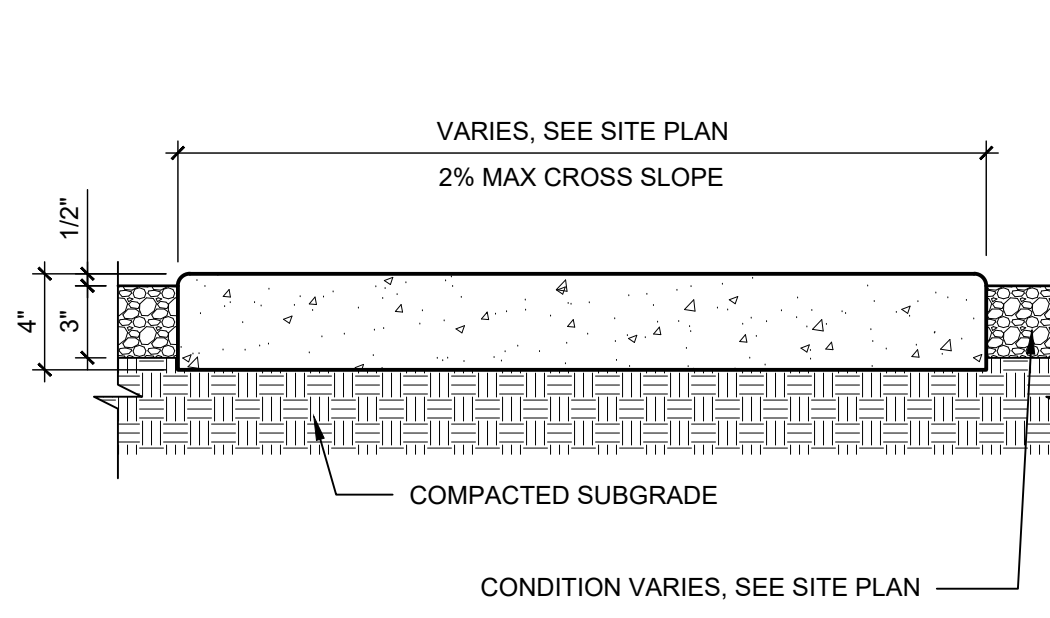 VARIES, SEE SITE PLAN
2% MAX CROSS SLOPE
1/2"
4"
3"
COMPACTED SUBGRADE
CONDITION VARIES, SEE SITE PLAN